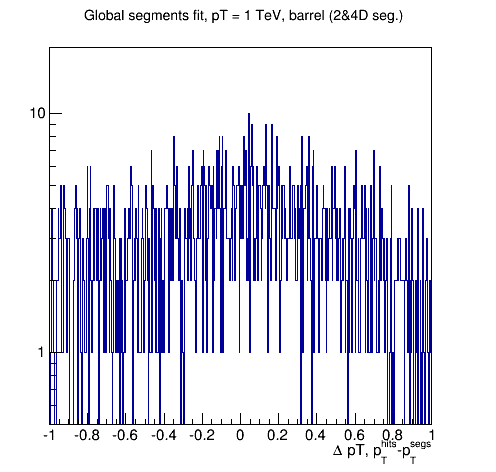 Global segments fit, pT = 1 TeV, barrel (2&4D seg.)
10
1
-1 -0.8 -0.6 -0.4 -0.2 0 0.2 0.4 0.6 0.8 1
Δ pT, p_T^hits-p_T^segs